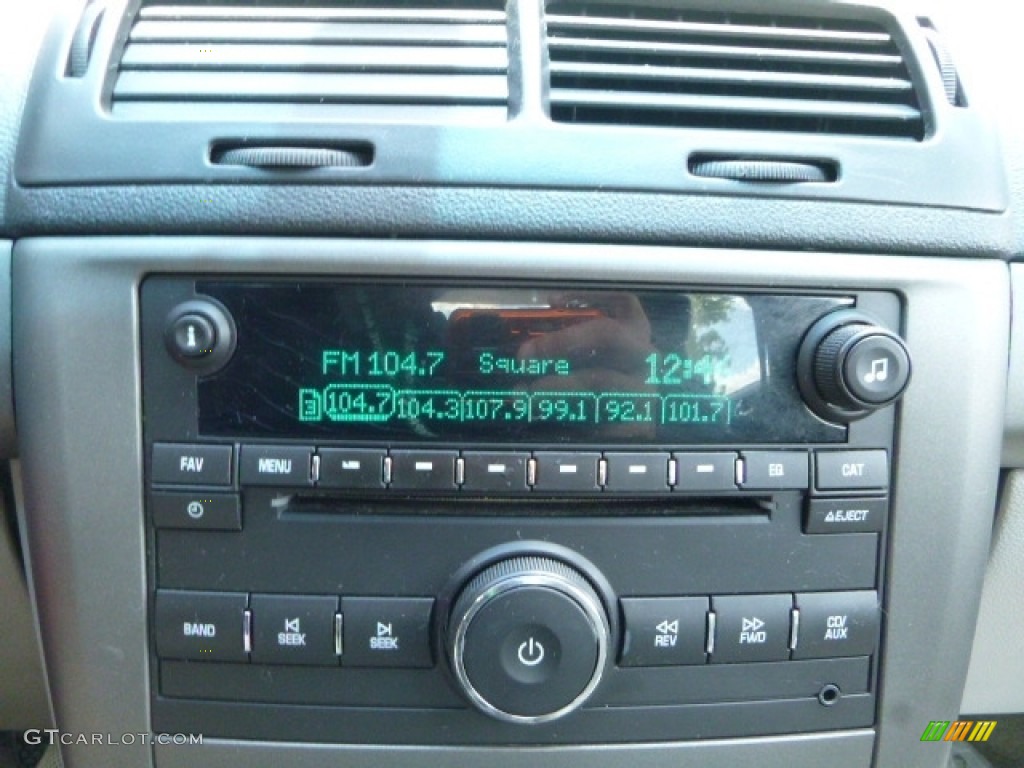 FM 104.7 Square
3 104.7 104.3 107.9 99.1 92.1 101.7
FAV MENU EQ CAT
EJECT
BAND SEEK SEEK REV FWD CD/
AUX
GTCARLOT.COM